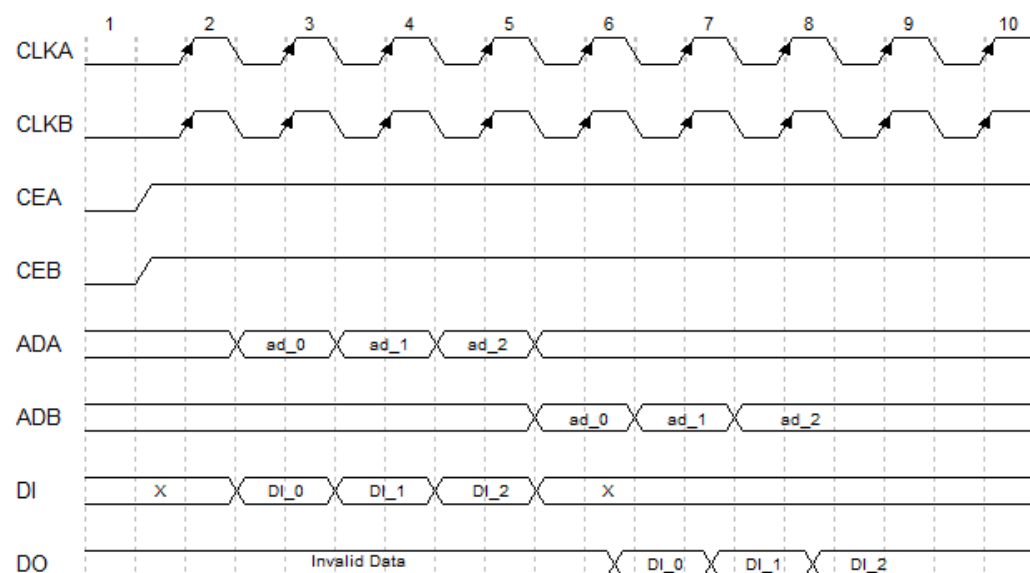 1 2 3 4 5 6 7 8 9 10
CLKA
CLKB
CEA
CEB
ADA ad_0 ad_1 ad_2
ADB ad_0 ad_1 ad_2
DI X DI_0 DI_1 DI_2 X
DO Invalid Data DI_0 DI_1 DI_2